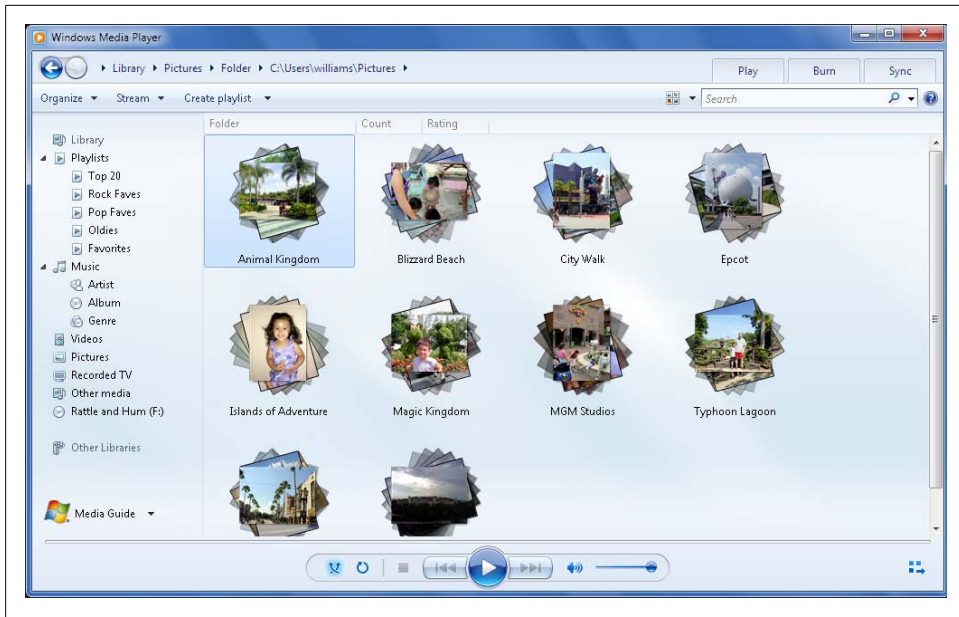 Windows Media Player
Library Pictures Folder C:\Users\williams\Pictures
Play Burn Sync
Organize Stream Create playlist
Search
Folder Count Rating
Library
Playlists
Top 20
Rock Faves
Pop Faves
Oldies
Favorites
Music
Artist
Album
Genre
Videos
Pictures
Recorded TV
Other media
Rattle and Hum (F:)
Other Libraries
Media Guide
Animal Kingdom Blizzard Beach City Walk Epcot
Islands of Adventure Magic Kingdom MGM Studios Typhoon Lagoon